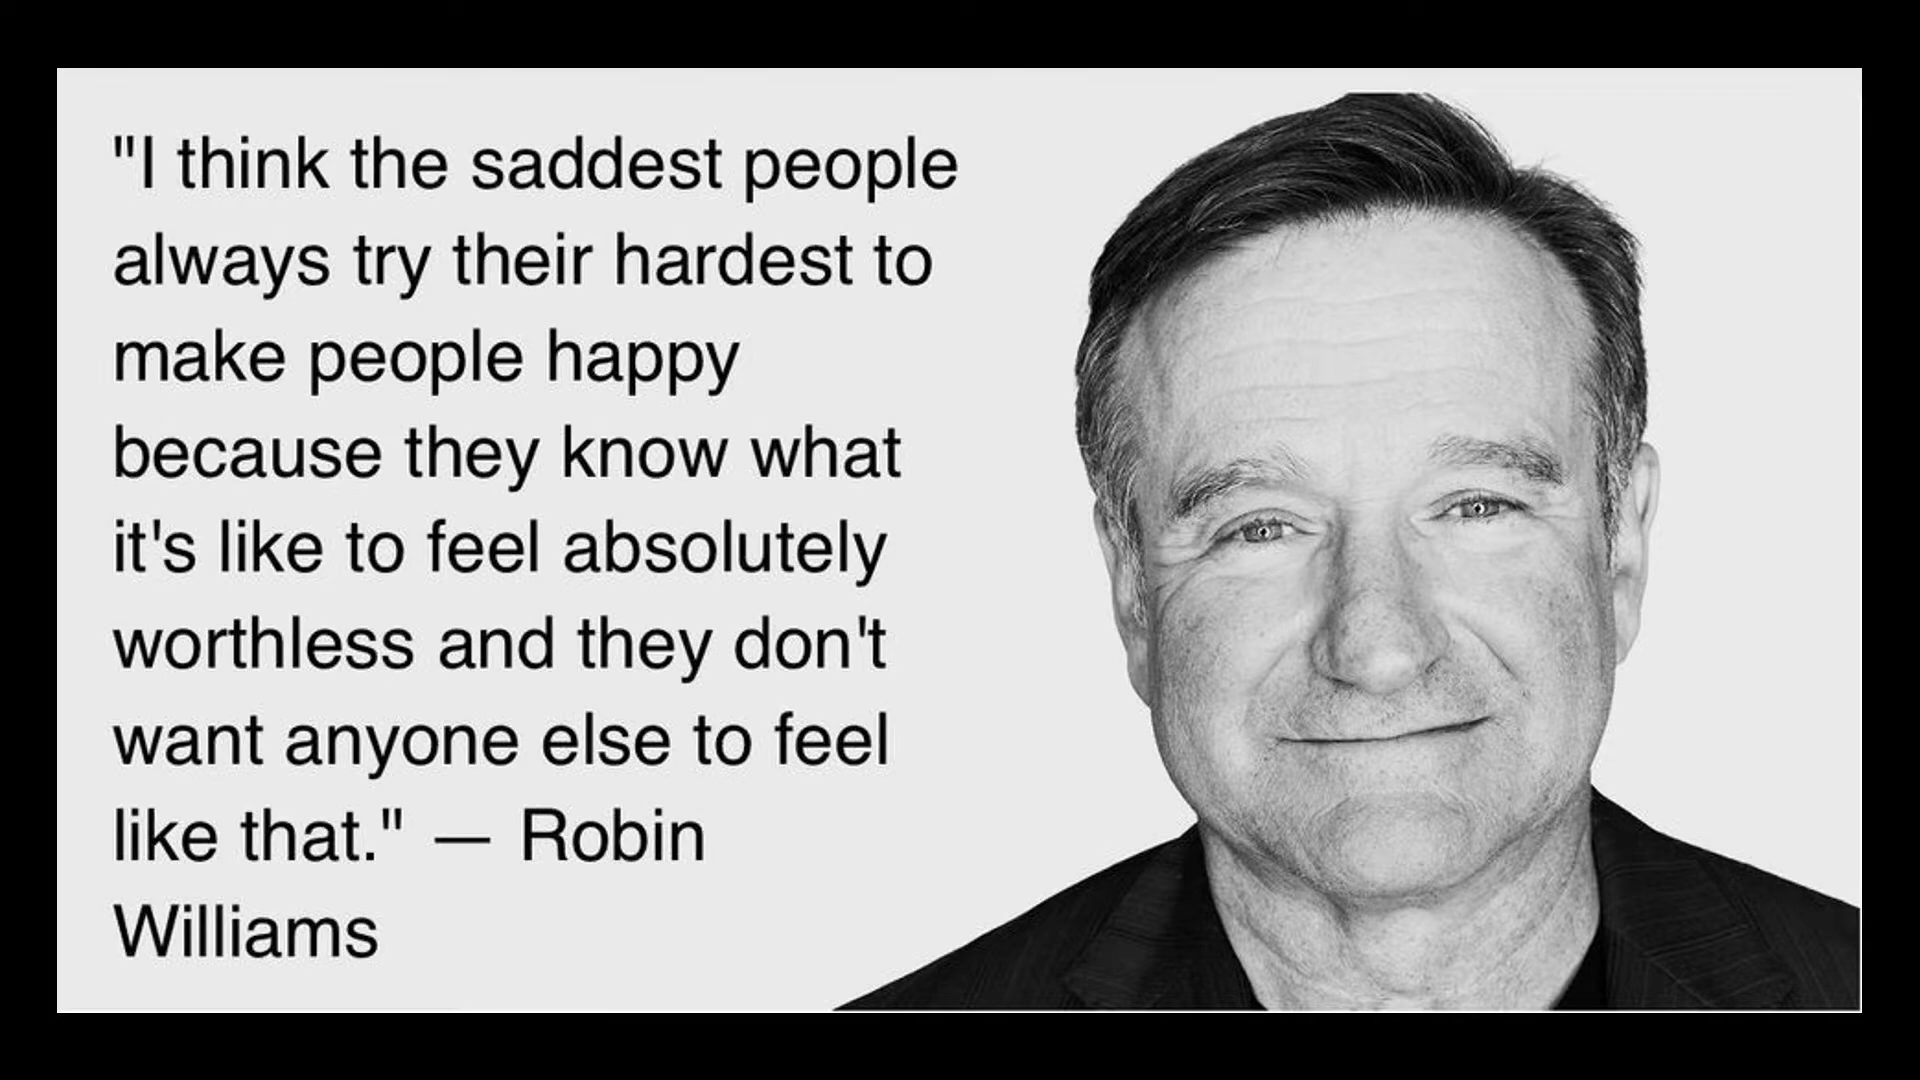 "I think the saddest people
always try their hardest to
make people happy
because they know what
it's like to feel absolutely
worthless and they don't
want anyone else to feel
like that." — Robin
Williams